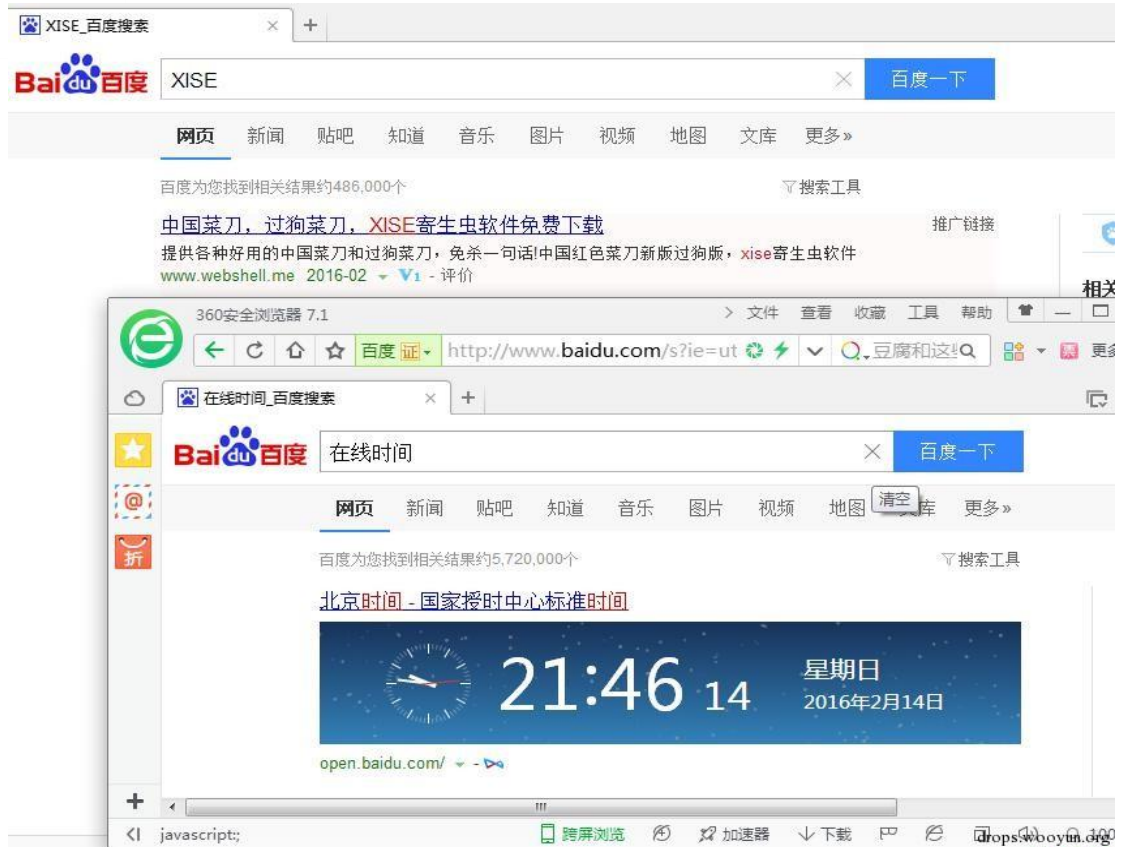 XISE_百度搜索
Bai du 百度 XISE 百度一下
网页 新闻 贴吧 知道 音乐 图片 视频 地图 文库 更多»
百度为您找到相关结果约486,000个 搜索工具
中国菜刀，过狗菜刀，XISE寄生虫软件免费下载 推广链接
提供各种好用的中国菜刀和过狗菜刀，免杀一句话!中国红色菜刀新版过狗版，xise寄生虫软件
www.webshell.me 2016-02 V1 - 评价
相关
360安全浏览器 7.1 文件 查看 收藏 工具 帮助
百度 证 http://www.baidu.com/s?ie=ut 豆腐和这 更多
在线时间_百度搜索
Bai du 百度 在线时间 百度一下
@
网页 新闻 贴吧 知道 音乐 图片 视频 地图 库 更多»
清空
折
百度为您找到相关结果约5,720,000个 搜索工具
北京时间 - 国家授时中心标准时间
21:46 14 星期日
2016年2月14日
open.baidu.com/
javascript:; 跨屏浏览 加速器 下载 100
drops.wooyun.org